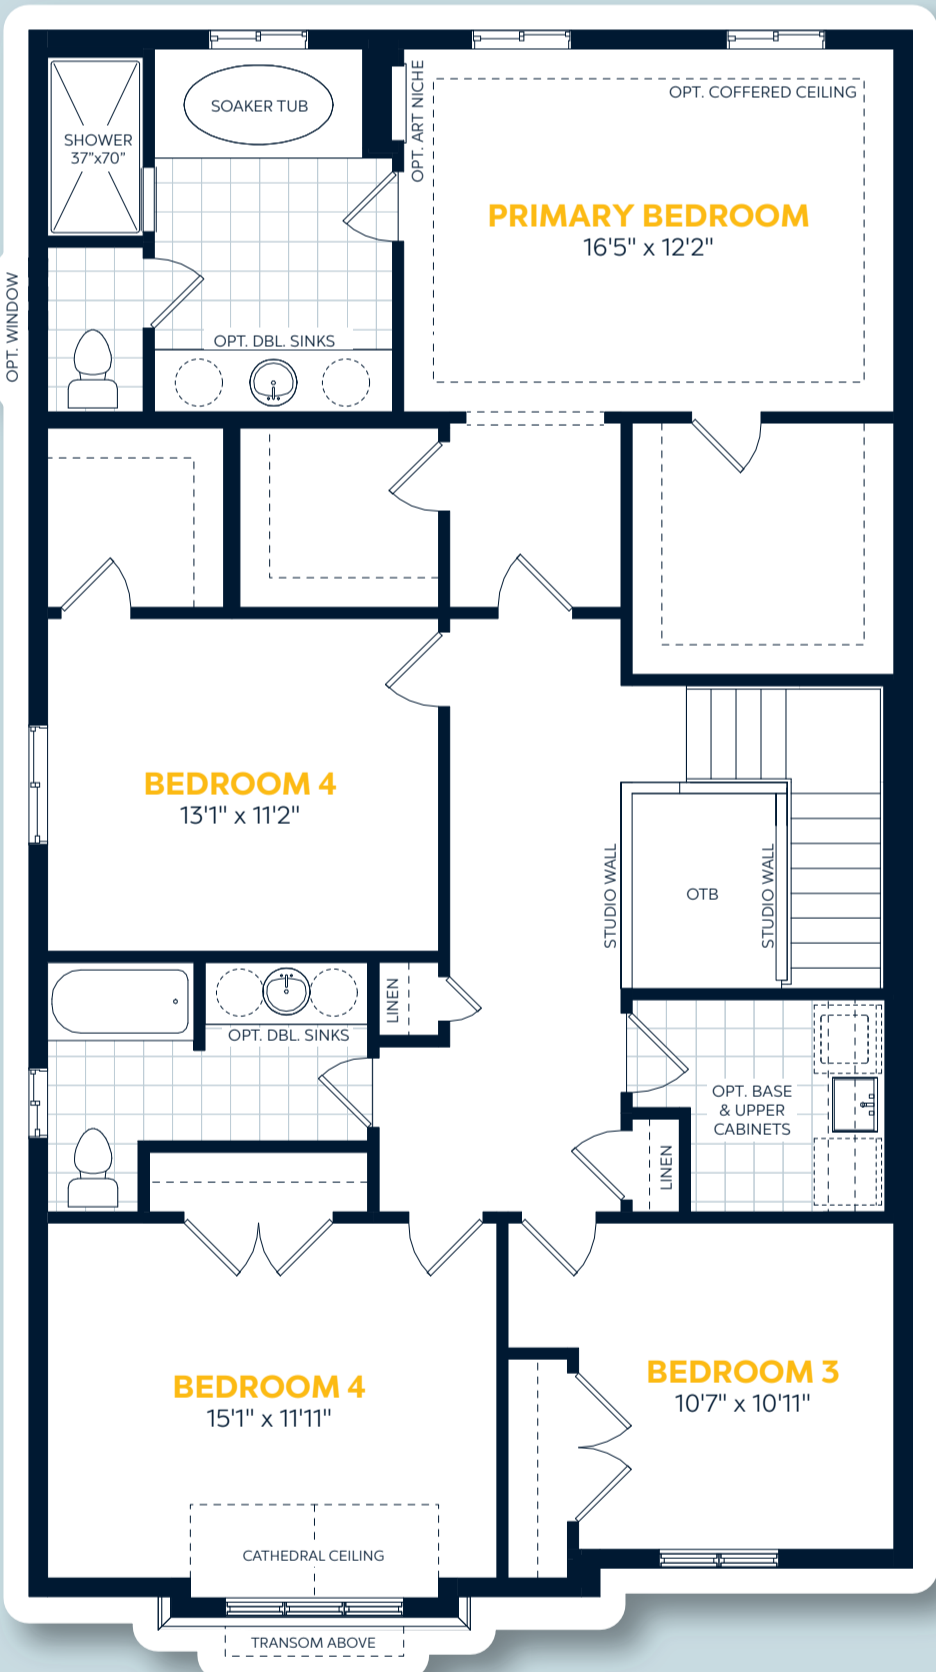 SOAKER TUB
OPT. ART NICHE
OPT. COFFERED CEILING
SHOWER
37"x70"
PRIMARY BEDROOM
16'5" x 12'2"
OPT. WINDOW
OPT. DBL. SINKS
BEDROOM 4
13'1" x 11'2"
STUDIO WALL
OTB
STUDIO WALL
LINEN
OPT. DBL. SINKS
OPT. BASE
& UPPER
CABINETS
LINEN
BEDROOM 4
15'1" x 11'11"
BEDROOM 3
10'7" x 10'11"
CATHEDRAL CEILING
TRANSOM ABOVE